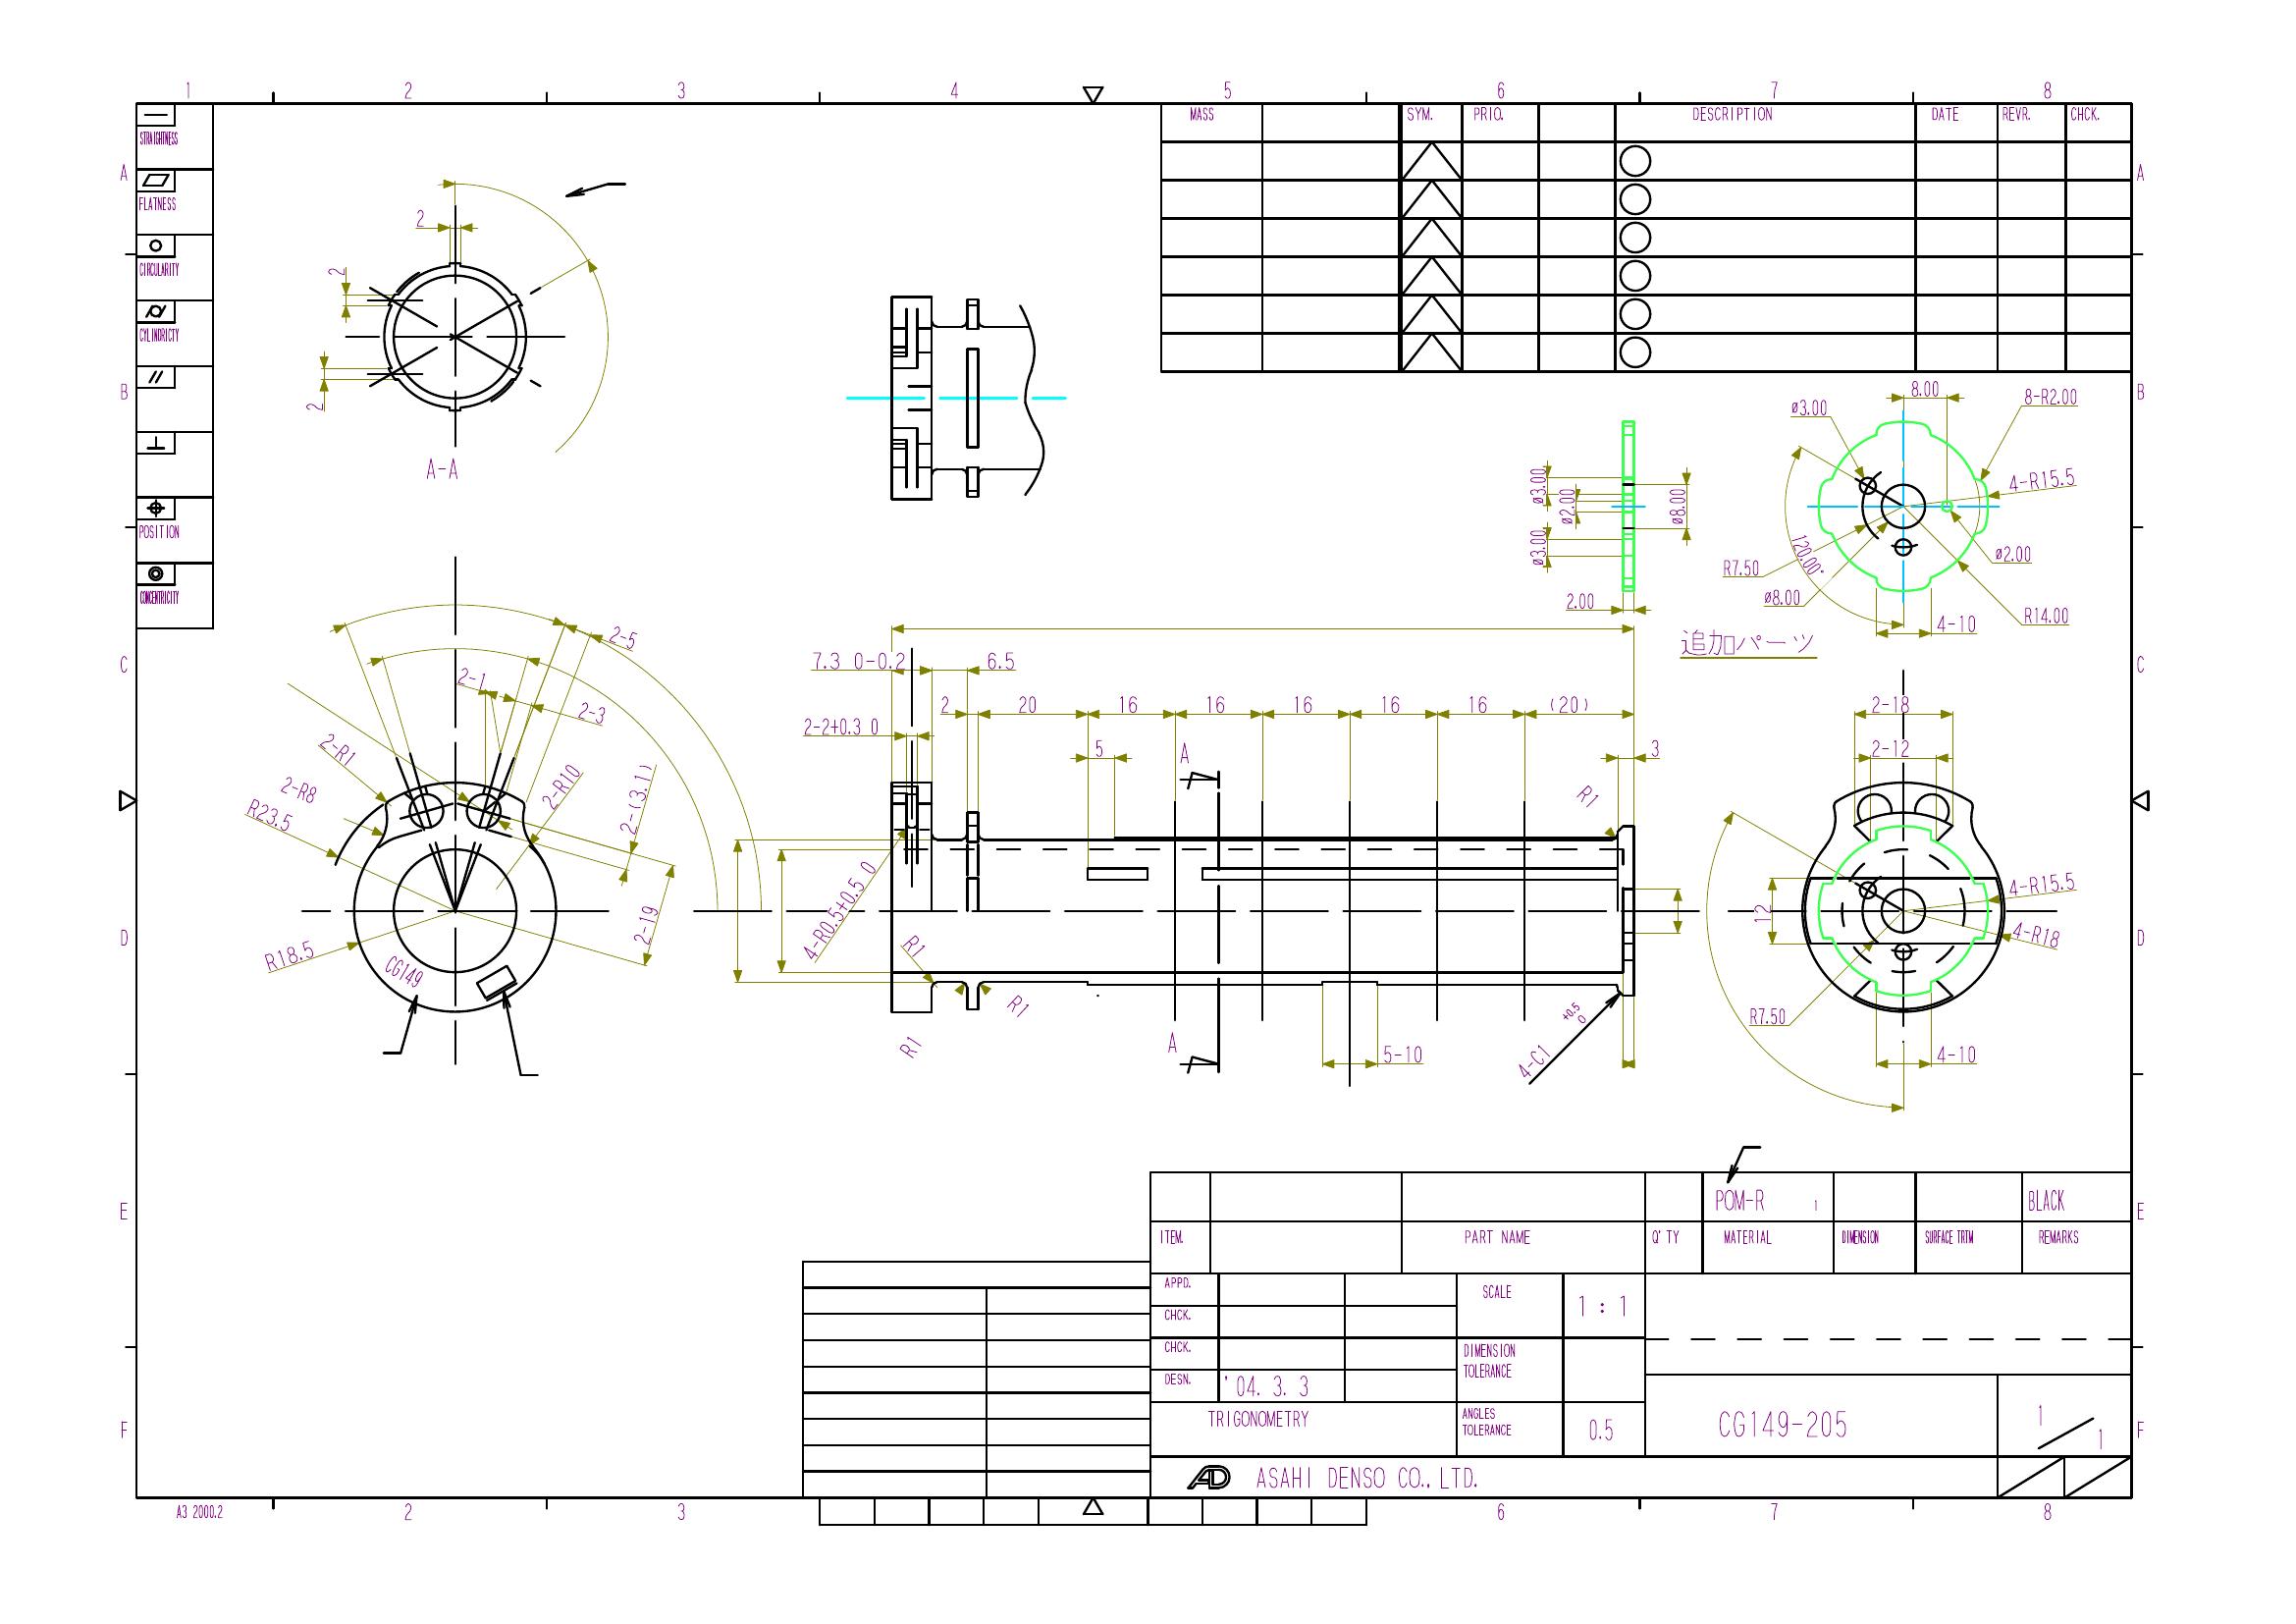 1 2 3 4 5 6 7 8
MASS SYM. PRIO. DESCRIPTION DATE REVR. CHCK.
STRAIGHTNESS
A A
FLATNESS
CIRCULARITY
CYLINDRICTY
B B
POSITION
CONCENTRICITY
C C
D D
E E
F F
2
2
2
A-A
8.00
ø3.00
8-R2.00
4-R15.5
ø3.00
ø2.00
ø8.00
ø3.00
2.00
120.00°
R7.50
ø8.00
ø2.00
R14.00
4-10
追加パーツ
2-5
2-1
2-3
2-R1
2-R8
R23.5
2-R10
2-(3.1)
2-19
R18.5
CG149
7.3 0-0.2
6.5
2 20 16 16 16 16 16 (20)
2-2+0.3 0
5
A
3
R1
4-R0.5+0.5 0
R1
R1
R1
A
5-10
4-C1
+0.5
0
2-18
2-12
12
4-R15.5
4-R18
R7.50
4-10
POM-R 1 BLACK
ITEM. PART NAME Q'TY MATERIAL DIMENSION SURFACE TRTM REMARKS
APPD.
SCALE 1 : 1
CHCK.
CHCK.
DIMENSION
TOLERANCE
DESN. '04. 3. 3
TRIGONOMETRY
ANGLES
TOLERANCE
0.5
CG149-205
1
1
AD ASAHI DENSO CO., LTD.
A3 2000.2
2 3 6 7 8